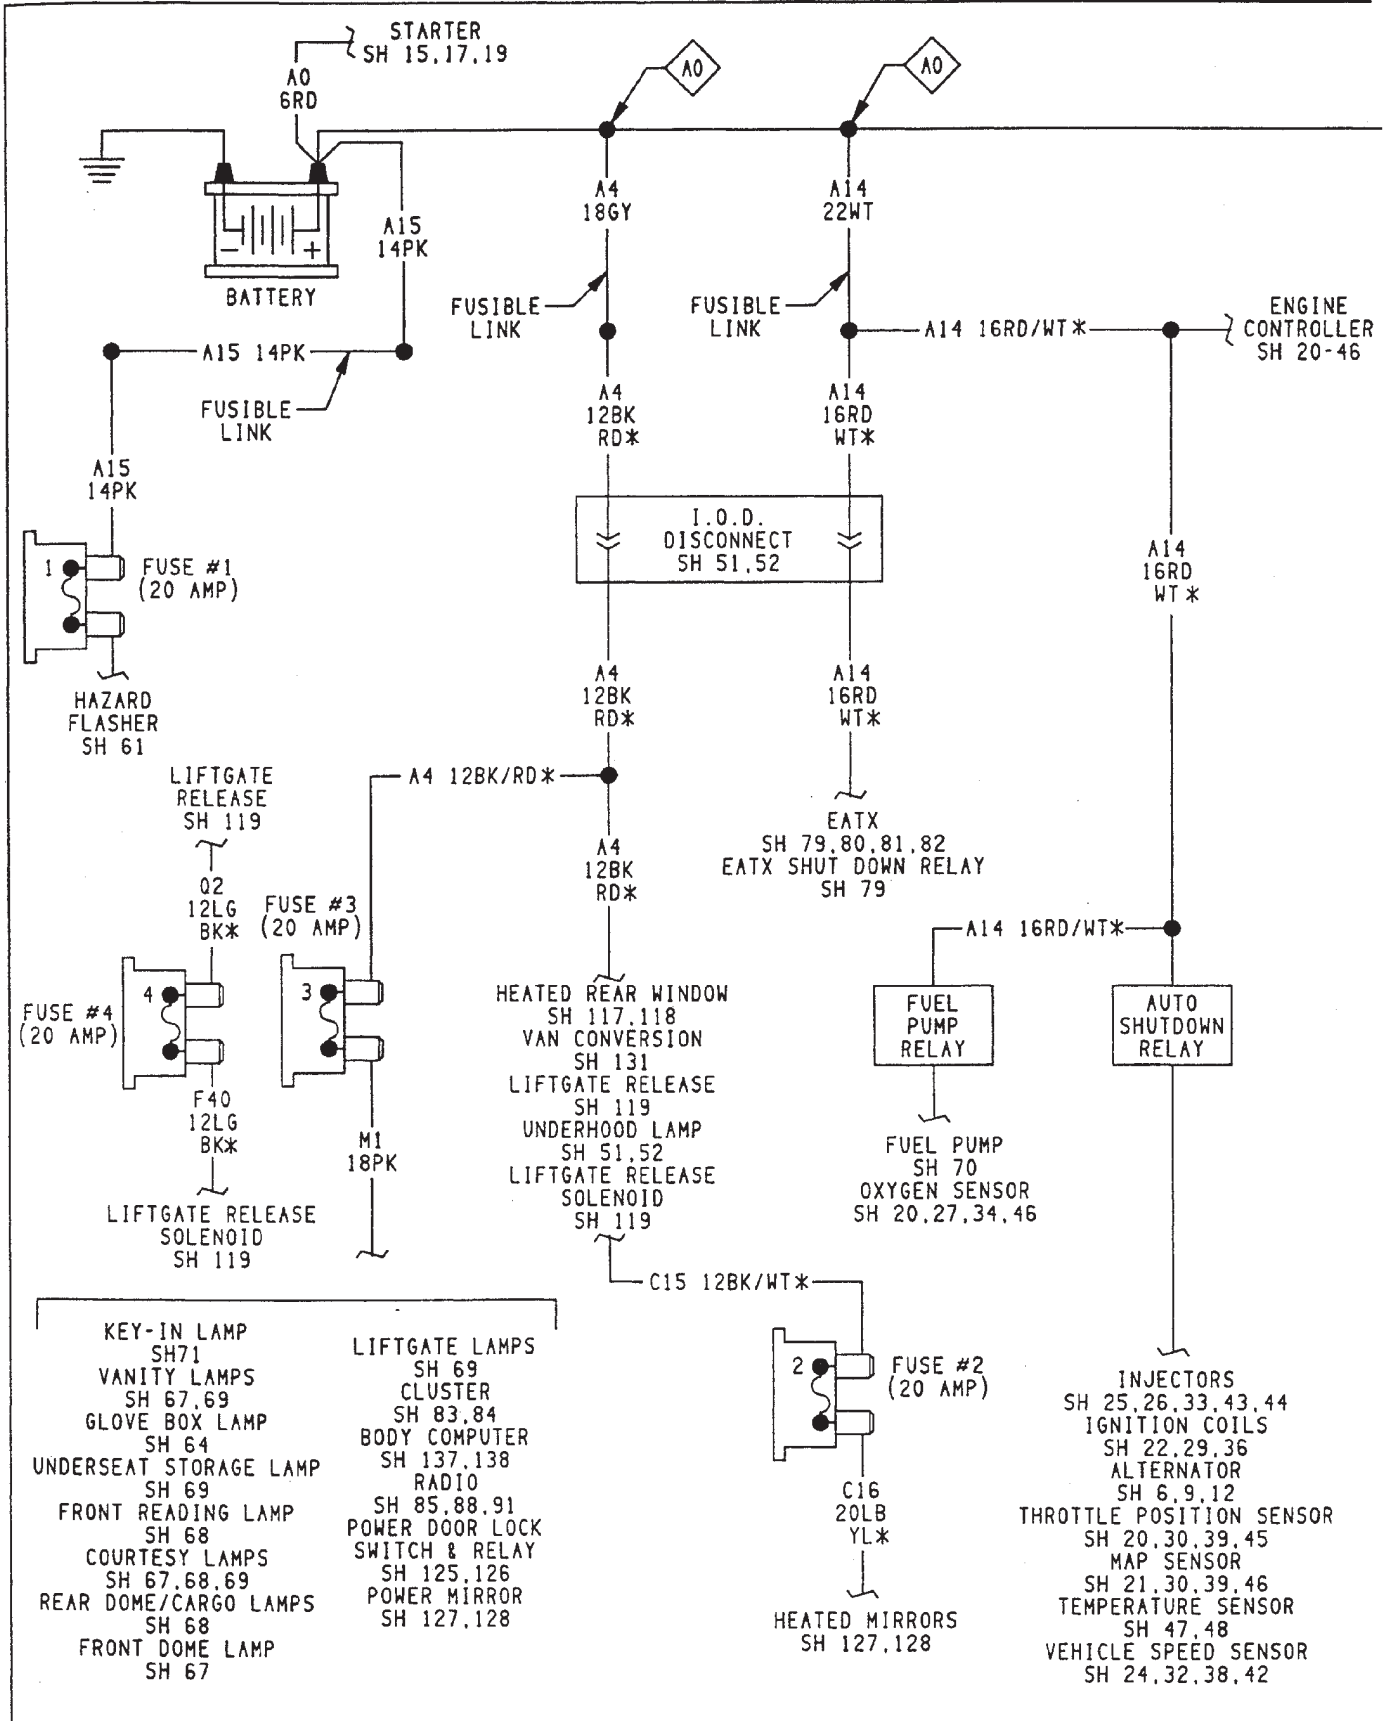 STARTER
SH 15,17,19
A0
6RD
A0
A0
A4
18GY
A14
22WT
A15
14PK
- +
BATTERY
FUSIBLE
LINK
FUSIBLE
LINK
A14 16RD/WT*
ENGINE
CONTROLLER
SH 20-46
A15 14PK
FUSIBLE
LINK
A4
12BK
RD*
A14
16RD
WT*
A15
14PK
I.O.D.
DISCONNECT
SH 51,52
A14
16RD
WT*
1
FUSE #1
(20 AMP)
HAZARD
FLASHER
SH 61
A4
12BK
RD*
A14
16RD
WT*
LIFTGATE
RELEASE
SH 119
A4 12BK/RD*
A4
12BK
RD*
EATX
SH 79,80,81,82
EATX SHUT DOWN RELAY
SH 79
Q2
12LG
BK*
FUSE #3
(20 AMP)
A14 16RD/WT*
4
FUSE #4
(20 AMP)
3
FUEL
PUMP
RELAY
AUTO
SHUTDOWN
RELAY
HEATED REAR WINDOW
SH 117,118
VAN CONVERSION
SH 131
LIFTGATE RELEASE
SH 119
UNDERHOOD LAMP
SH 51,52
LIFTGATE RELEASE
SOLENOID
SH 119
F40
12LG
BK*
M1
18PK
FUEL PUMP
SH 70
OXYGEN SENSOR
SH 20,27,34,46
LIFTGATE RELEASE
SOLENOID
SH 119
C15 12BK/WT*
KEY-IN LAMP
SH71
VANITY LAMPS
SH 67,69
GLOVE BOX LAMP
SH 64
UNDERSEAT STORAGE LAMP
SH 69
FRONT READING LAMP
SH 68
COURTESY LAMPS
SH 67,68,69
REAR DOME/CARGO LAMPS
SH 68
FRONT DOME LAMP
SH 67
LIFTGATE LAMPS
SH 69
CLUSTER
SH 83,84
BODY COMPUTER
SH 137,138
RADIO
SH 85,88,91
POWER DOOR LOCK
SWITCH & RELAY
SH 125,126
POWER MIRROR
SH 127,128
2
FUSE #2
(20 AMP)
C16
20LB
YL*
HEATED MIRRORS
SH 127,128
INJECTORS
SH 25,26,33,43,44
IGNITION COILS
SH 22,29,36
ALTERNATOR
SH 6,9,12
THROTTLE POSITION SENSOR
SH 20,30,39,45
MAP SENSOR
SH 21,30,39,46
TEMPERATURE SENSOR
SH 47,48
VEHICLE SPEED SENSOR
SH 24,32,38,42